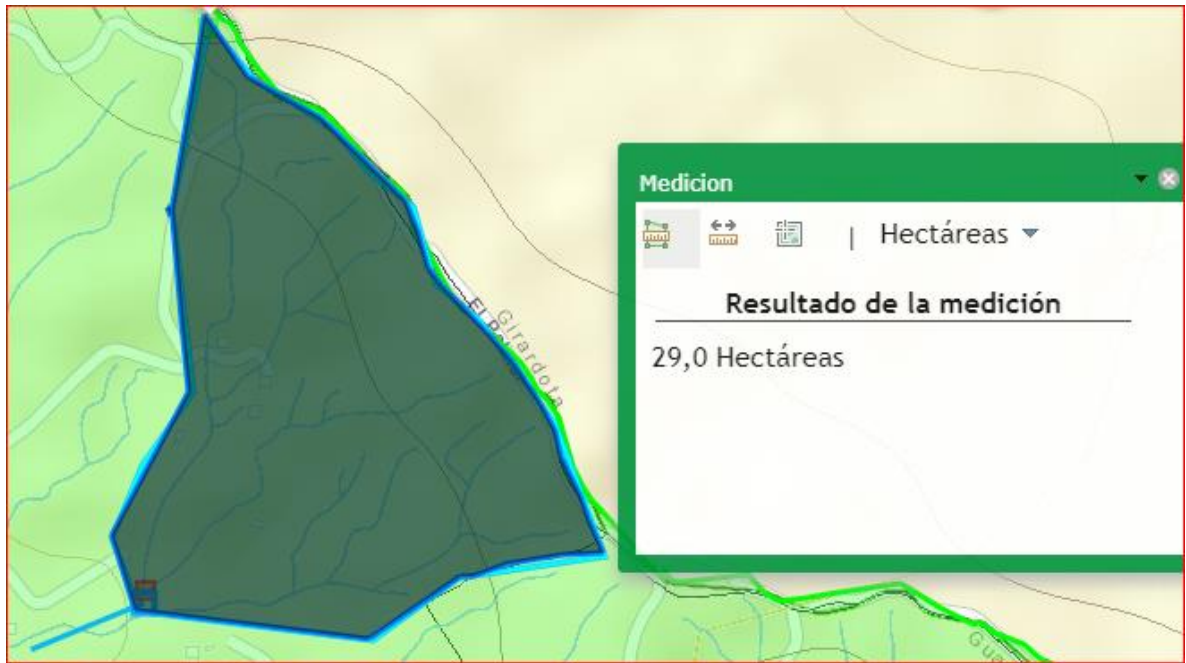 Medicion
| Hectáreas
Resultado de la medición
29,0 Hectáreas
Girardota